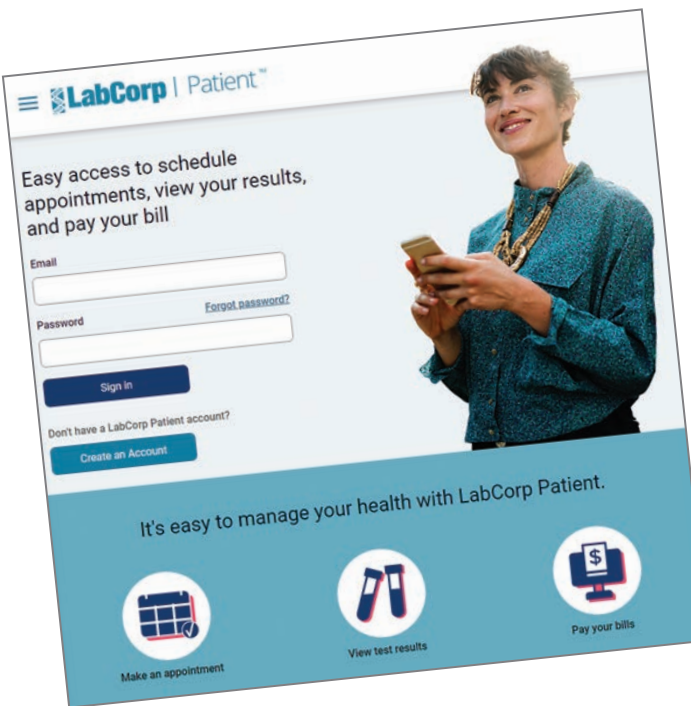 LabCorp | Patient™
Easy access to schedule
appointments, view your results,
and pay your bill
Email
Forgot password?
Password
Sign in
Don't have a LabCorp Patient account?
Create an Account
It's easy to manage your health with LabCorp Patient.
$
Make an appointment
View test results
Pay your bills